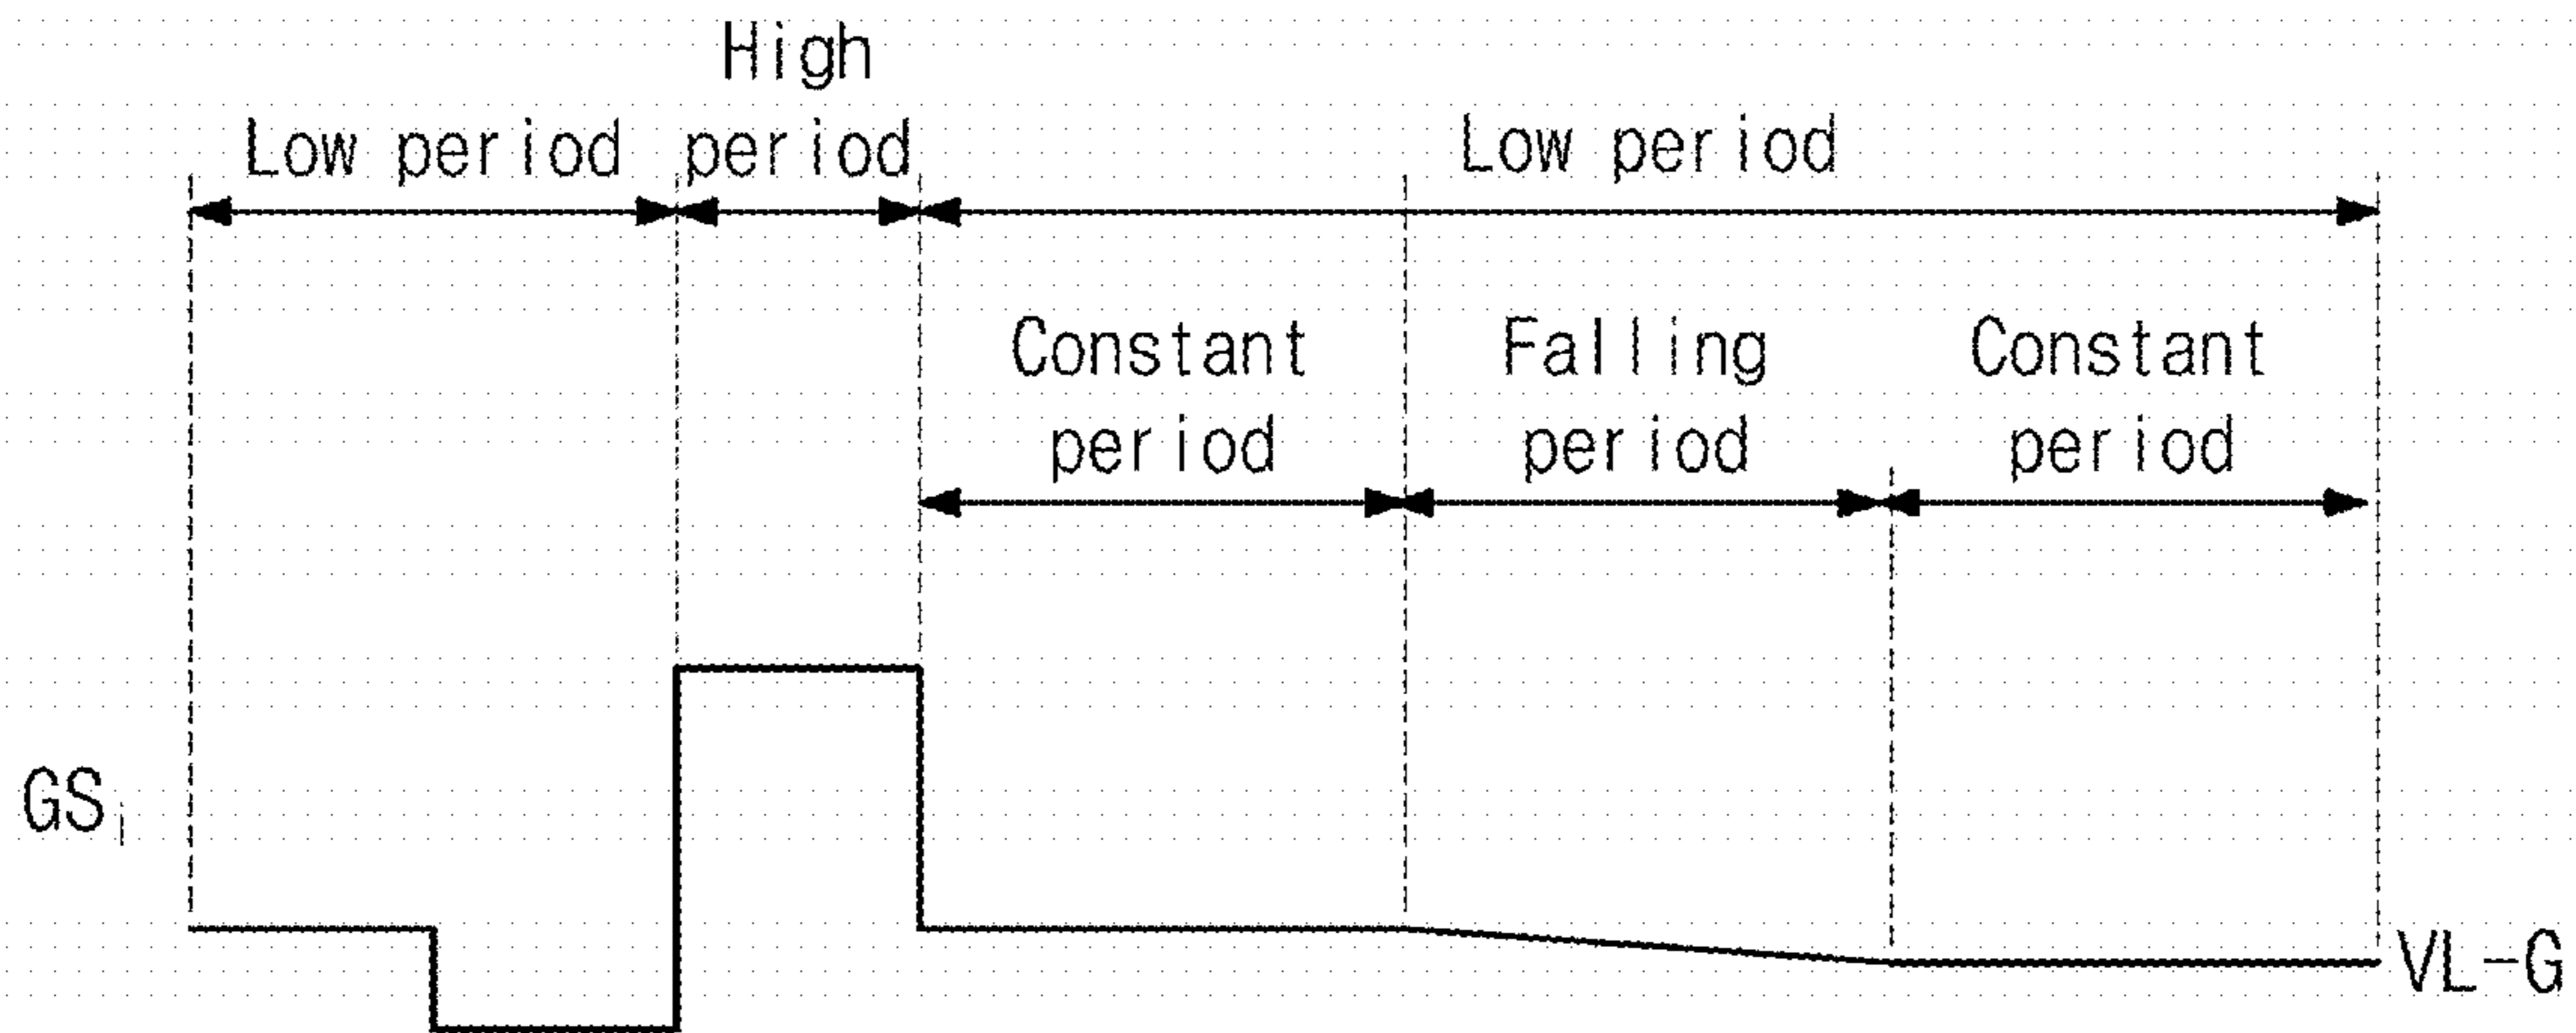 High
Low period period Low period
Constant Falling Constant
period period period
GSi
VL-G